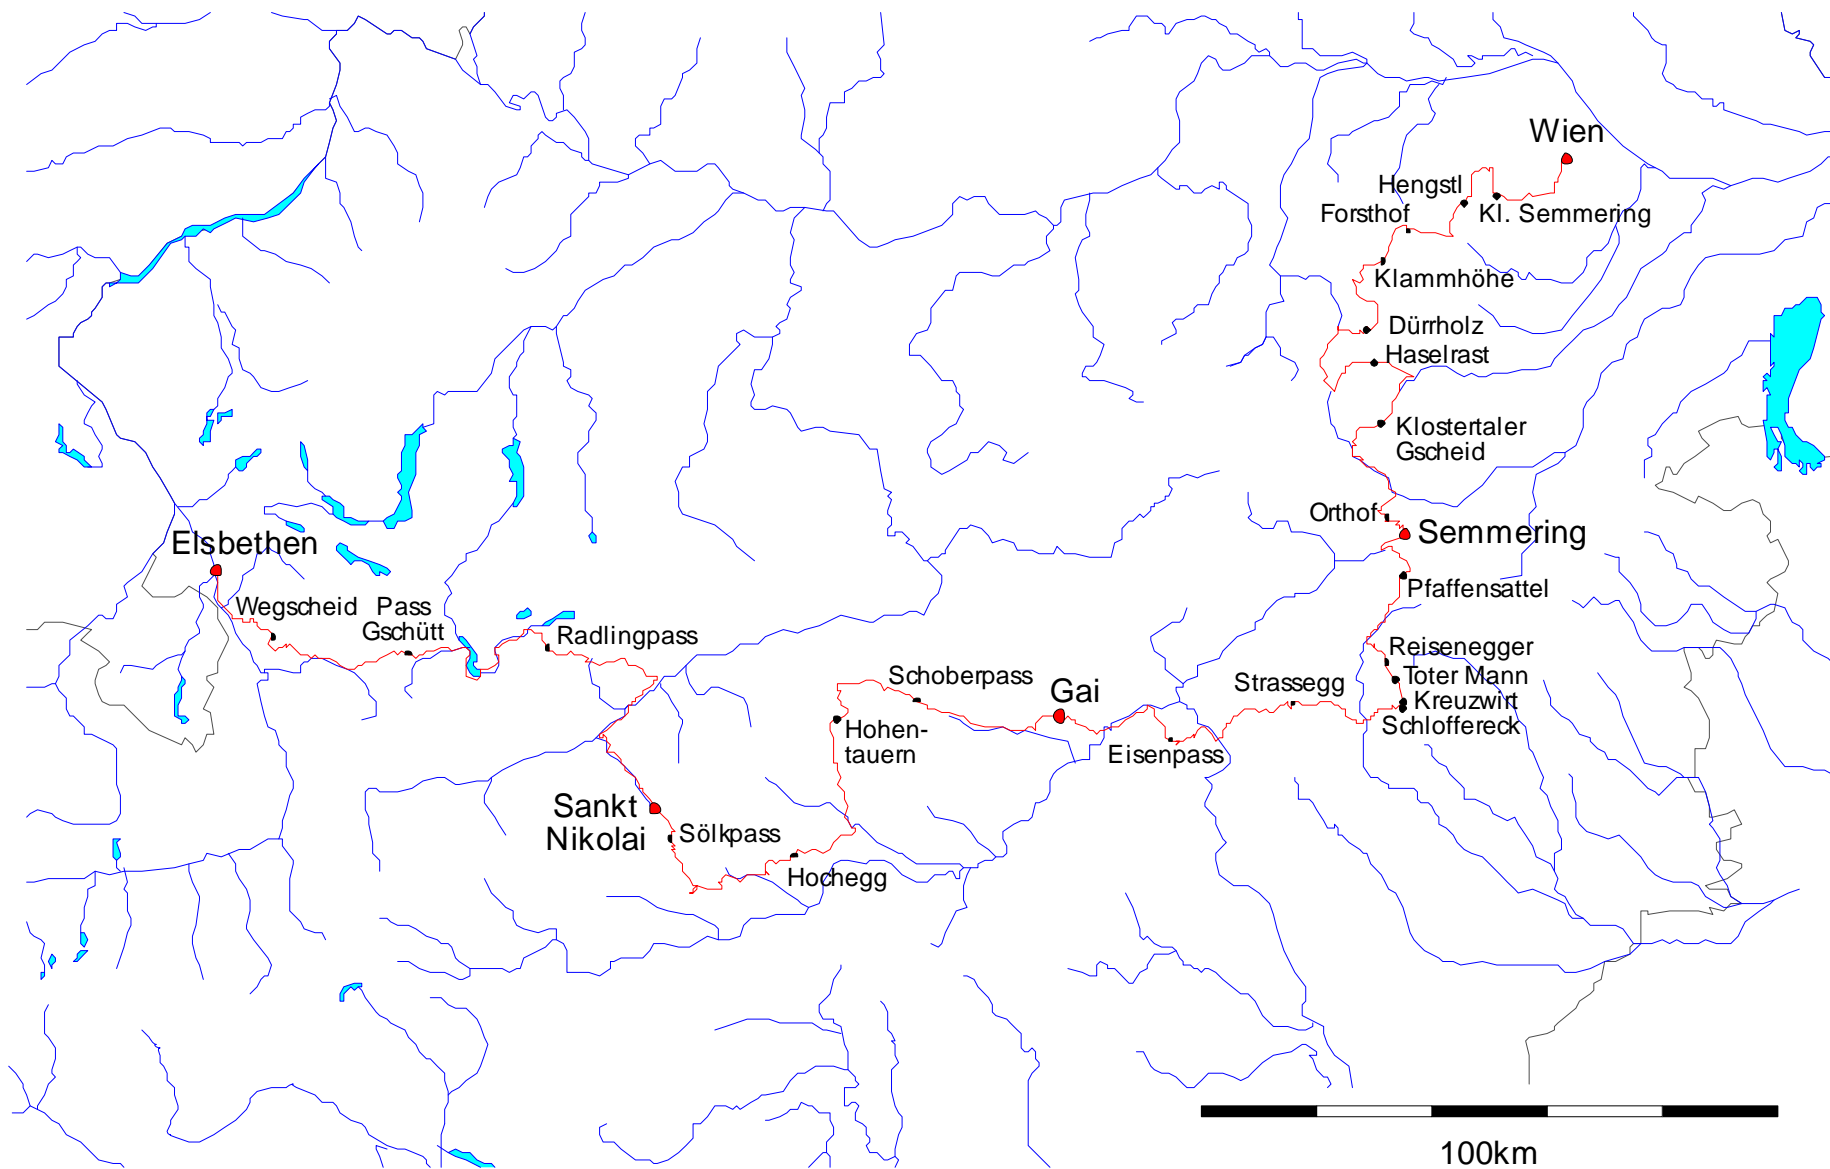 Wien
Hengstl
Forsthof
Kl. Semmering
Klammhöhe
Dürrholz
Haselrast
Klostertaler
Gscheid
Orthof
Semmering
Elsbethen
Pfaffensattel
Wegscheid
Pass
Gschütt
Radlingpass
Reisenegger
Schoberpass
Gai
Strassegg
Toter Mann
Kreuzwirt
Schloffereck
Hohen-
tauern
Eisenpass
Sankt
Nikolai
Sölkpass
Hochegg
100km